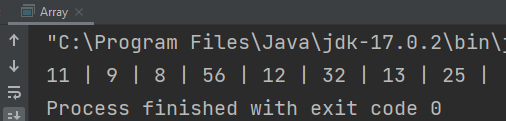 Array
"C:\Program Files\Java\jdk-17.0.2\bin\j
11 | 9 | 8 | 56 | 12 | 32 | 13 | 25 |
Process finished with exit code 0